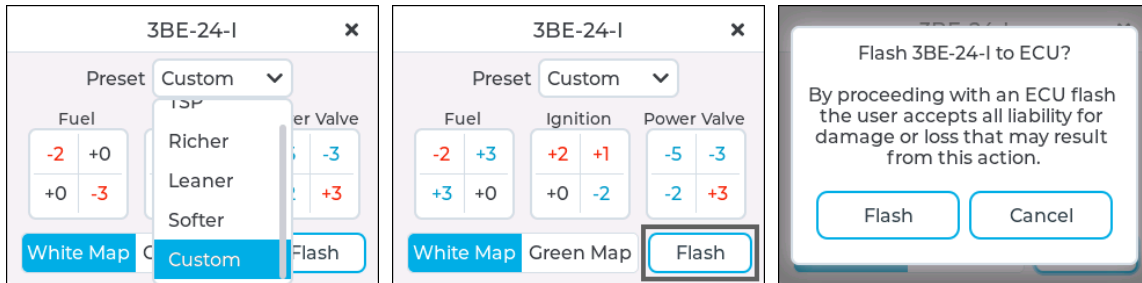 3BE-24-I ×
Preset Custom
TSP
Richer
Leaner
Softer
Custom
Fuel er Valve
-2 +0 -3
+0 -3 +3
White Map Flash
3BE-24-I ×
Preset Custom
Fuel Ignition Power Valve
-2 +3 +2 +1 -5 -3
+3 +0 +0 -2 -2 +3
White Map Green Map Flash
Flash 3BE-24-I to ECU?
By proceeding with an ECU flash
the user accepts all liability for
damage or loss that may result
from this action.
Flash Cancel